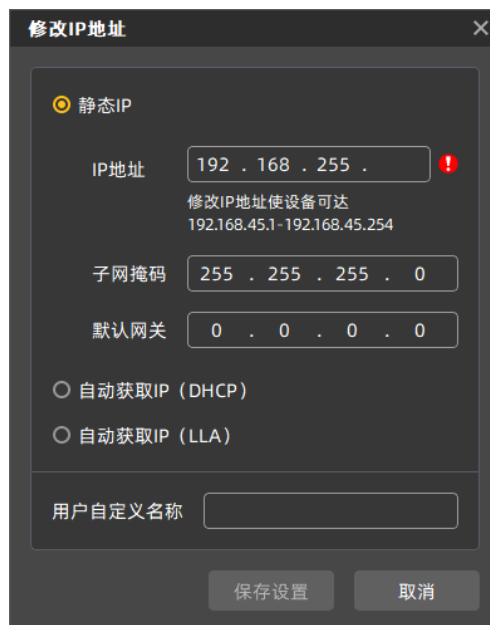 修改IP地址
静态IP
IP地址 192 . 168 . 255 .
修改IP地址使设备可达
192.168.45.1-192.168.45.254
子网掩码 255 . 255 . 255 . 0
默认网关 0 . 0 . 0 . 0
自动获取IP（DHCP）
自动获取IP（LLA）
用户自定义名称
保存设置 取消